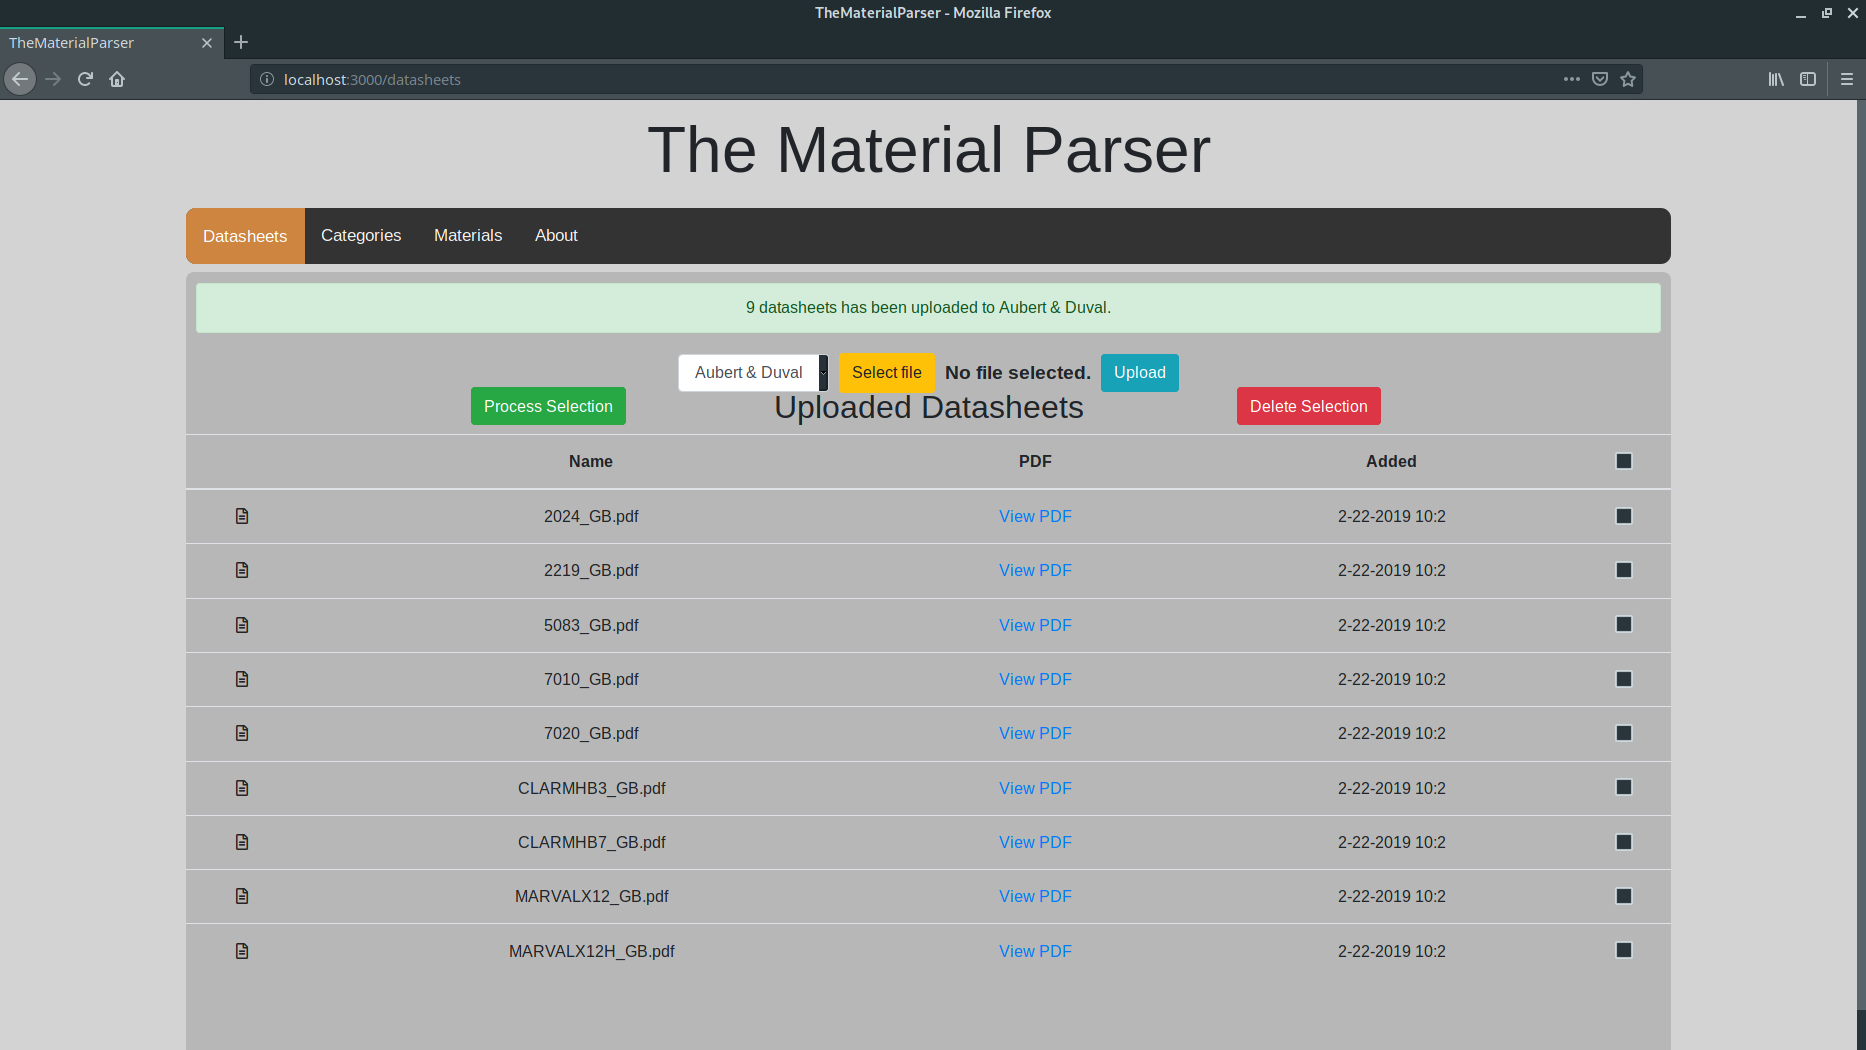 TheMaterialParser - Mozilla Firefox
TheMaterialParser
localhost:3000/datasheets
The Material Parser
Datasheets Categories Materials About
9 datasheets has been uploaded to Aubert & Duval.
Aubert & Duval Select file No file selected. Upload
Process Selection Uploaded Datasheets Delete Selection
Name PDF Added
2024_GB.pdf View PDF 2-22-2019 10:2
2219_GB.pdf View PDF 2-22-2019 10:2
5083_GB.pdf View PDF 2-22-2019 10:2
7010_GB.pdf View PDF 2-22-2019 10:2
7020_GB.pdf View PDF 2-22-2019 10:2
CLARMHB3_GB.pdf View PDF 2-22-2019 10:2
CLARMHB7_GB.pdf View PDF 2-22-2019 10:2
MARVALX12_GB.pdf View PDF 2-22-2019 10:2
MARVALX12H_GB.pdf View PDF 2-22-2019 10:2